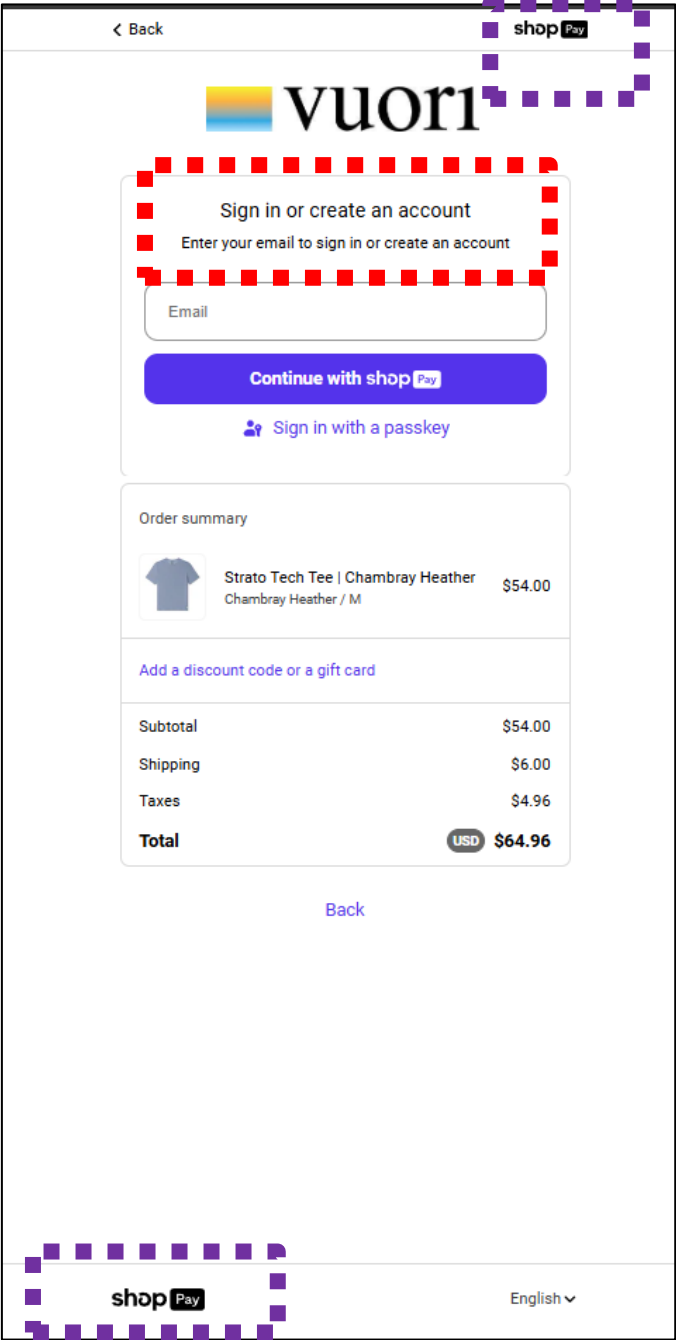 Back
shop Pay
vuori
Sign in or create an account
Enter your email to sign in or create an account
Email
Continue with shop Pay
Sign in with a passkey
Order summary
Strato Tech Tee | Chambray Heather
$54.00
Chambray Heather / M
Add a discount code or a gift card
Subtotal $54.00
Shipping $6.00
Taxes $4.96
Total USD $64.96
Back
shop Pay
English